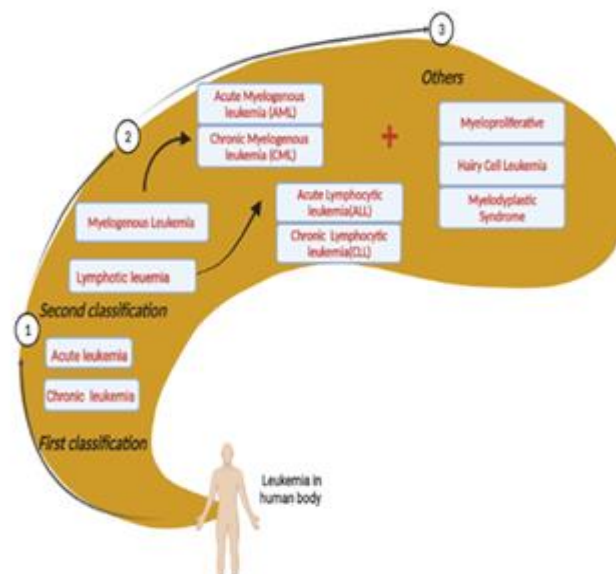 3
Others
Acute Myelogenous
leukemia (AML)
Chronic Myelogenous
leukemia (CML)
+
Myeloproliferative
Hairy Cell Leukemia
Myelodyplastic
Syndrome
2
Myelogenous Leukemia
Acute Lymphocytic
leukemia(ALL)
Chronic Lymphocytic
leukemia(CLL)
Lymphotic leuemia
Second classification
1
Acute leukemia
Chronic leukemia
First classification
Leukemia in
human body